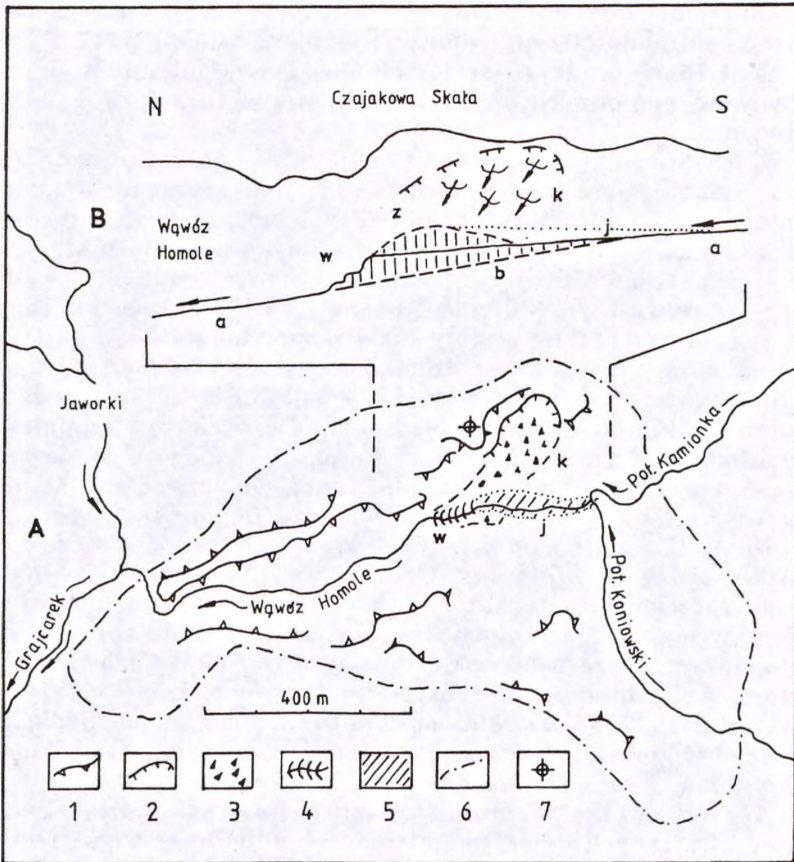 N Czajakowa Skała S
k
z
B Wąwóz Homole
j
w
a
b
a
Jaworki
Pot. Kamionka
k
A
w j
Wąwóz Homole
Grajcarek
Pot. Koniowski
400 m
1 2 3 4 5 6 7